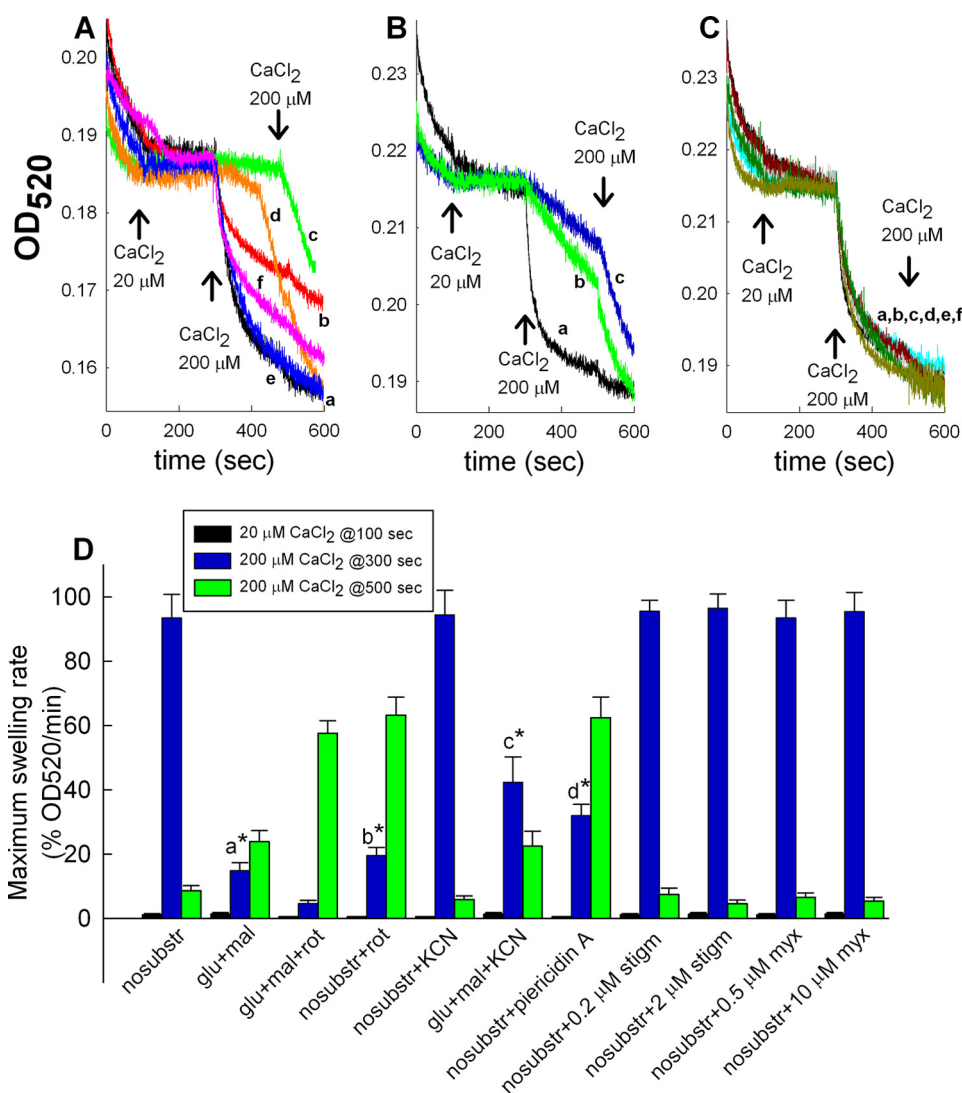 A
B
C
OD520
0.20
0.19
0.18
0.17
0.16
CaCl2
200 µM
CaCl2
20 µM
CaCl2
200 µM
d
c
f
b
e
a
0
200
400
600
time (sec)
0.23
0.22
0.21
0.20
0.19
CaCl2
200 µM
CaCl2
20 µM
CaCl2
200 µM
b
c
a
0
200
400
600
time (sec)
0.23
0.22
0.21
0.20
0.19
CaCl2
20 µM
CaCl2
200 µM
a,b,c,d,e,f
CaCl2
200 µM
0
200
400
600
time (sec)
D
20 µM CaCl2 @100 sec
200 µM CaCl2 @300 sec
200 µM CaCl2 @500 sec
Maximum swelling rate
(% OD520/min)
100
80
60
40
20
0
a*
b*
c*
d*
nosubstr
glu+mal
glu+mal+rot
nosubstr+rot
nosubstr+KCN
glu+mal+KCN
nosubst+piericidin A
nosubstr+0.2 µM stigm
nosubstr+2 µM stigm
nosubstr+0.5 µM myx
nosubstr+10 µM myx